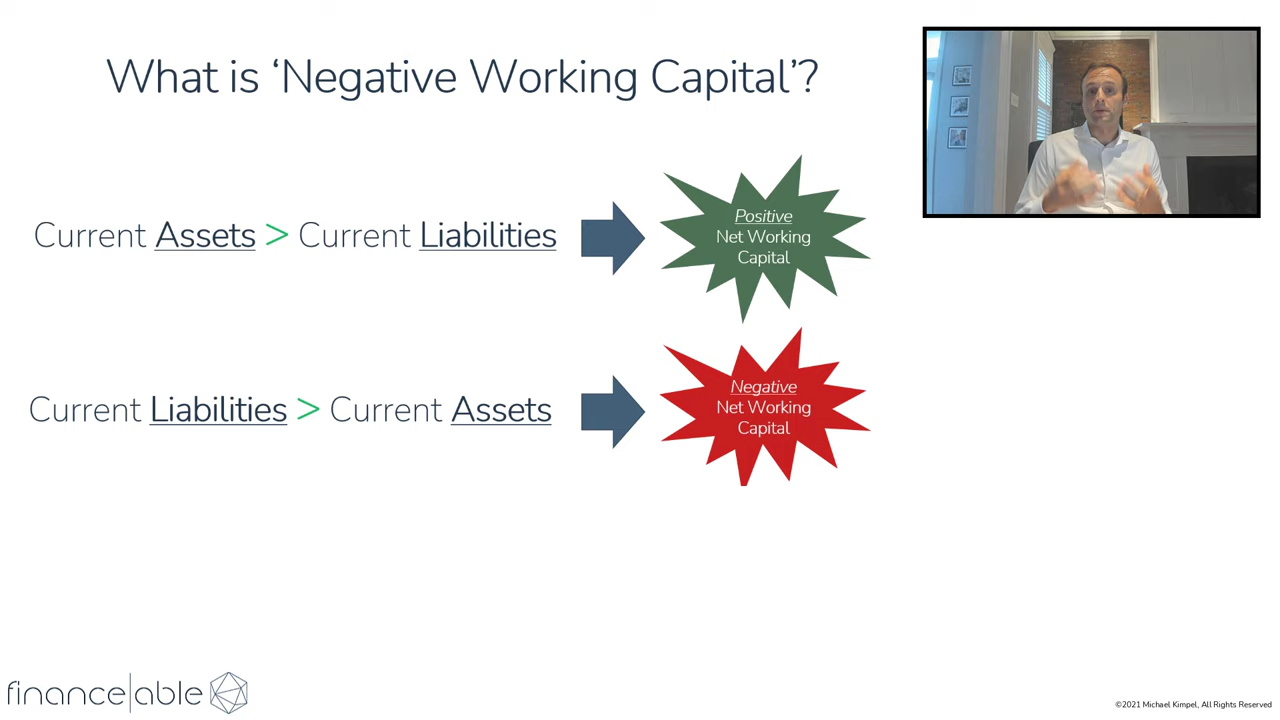 What is ‘Negative Working Capital’?
Current Assets > Current Liabilities
Positive
Net Working
Capital
Current Liabilities > Current Assets
Negative
Net Working
Capital
finance|able
©2021 Michael Kimpel, All Rights Reserved